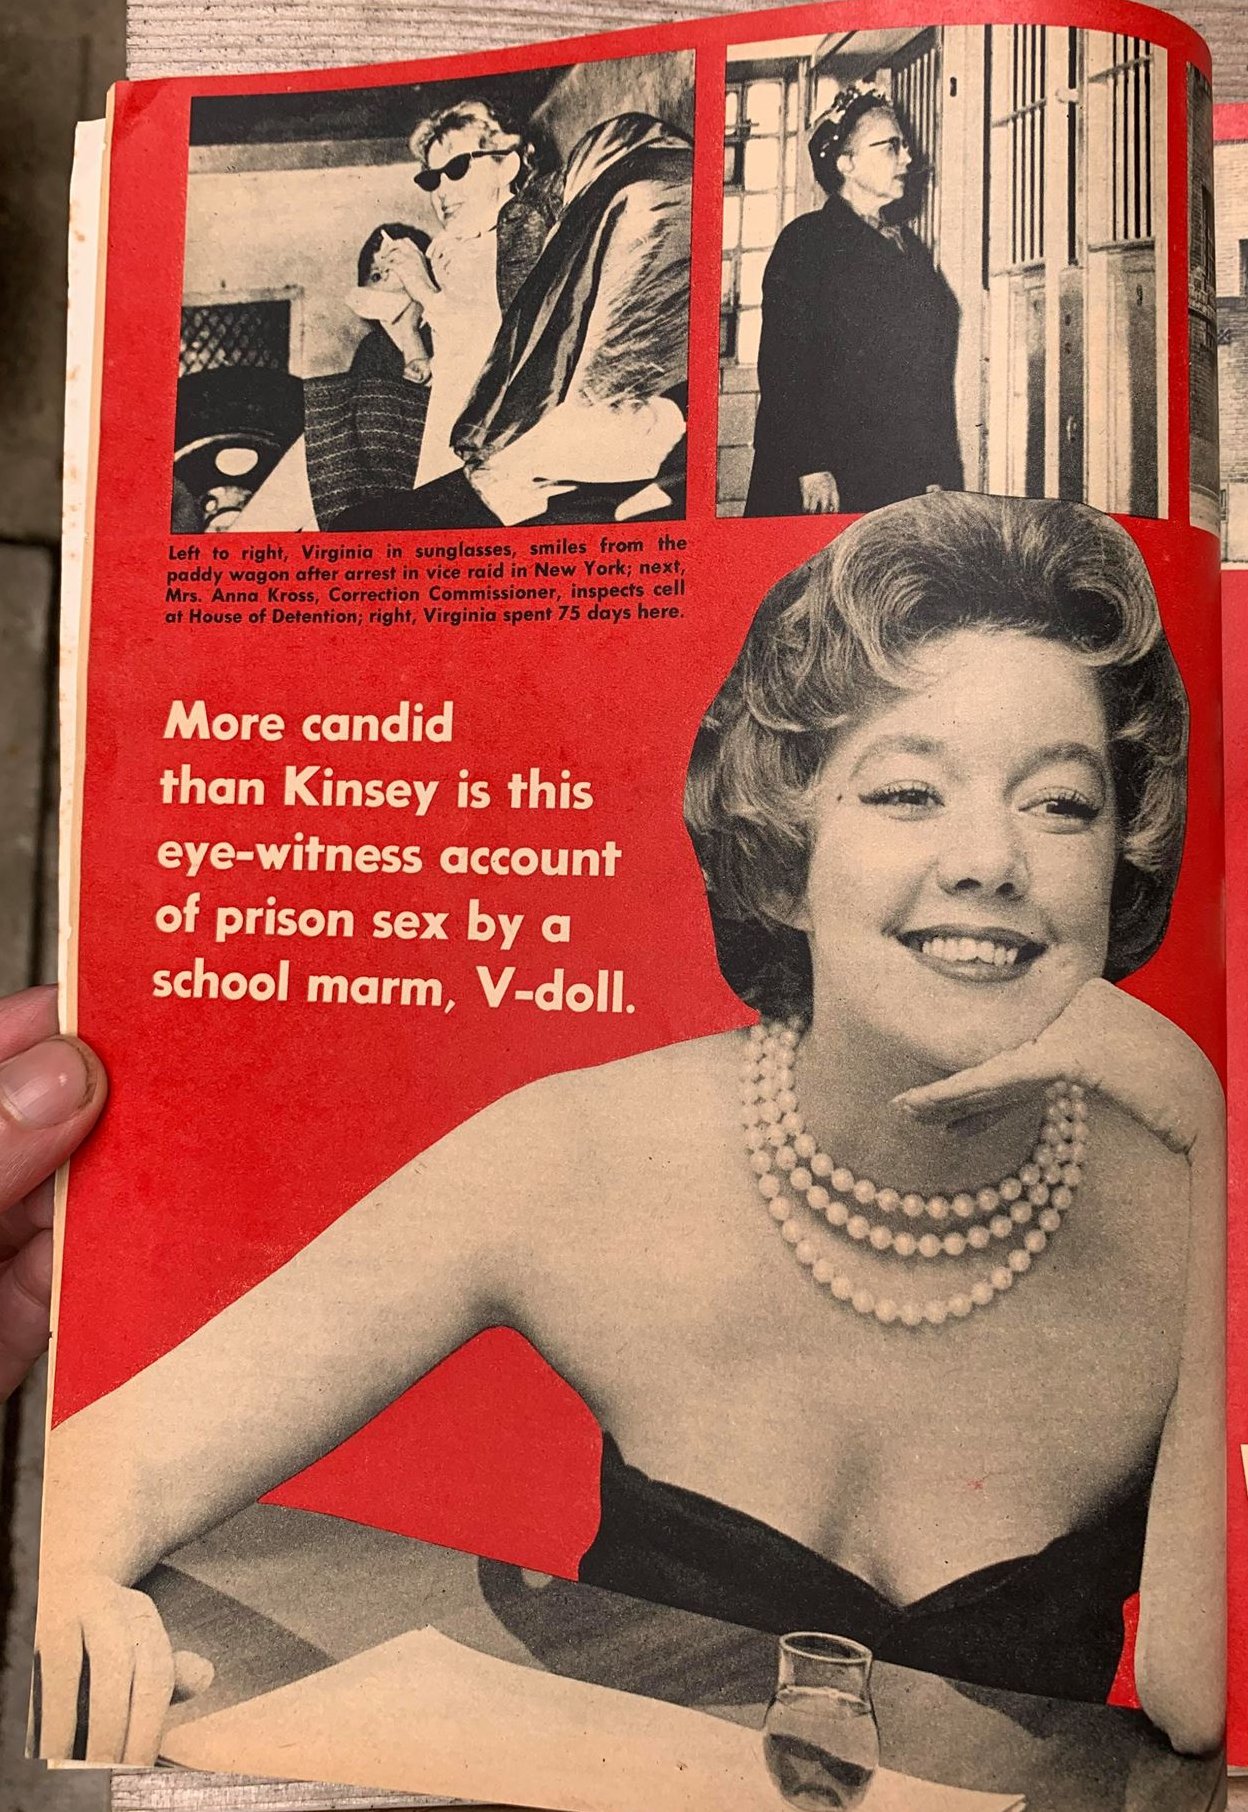 Left to right, Virginia in sunglasses, smiles from the
paddy wagon after arrest in vice raid in New York; next,
Mrs. Anna Kross, Correction Commissioner, inspects cell
at House of Detention; right, Virginia spent 75 days here.
More candid
than Kinsey is this
eye-witness account
of prison sex by a
school marm, V-doll.